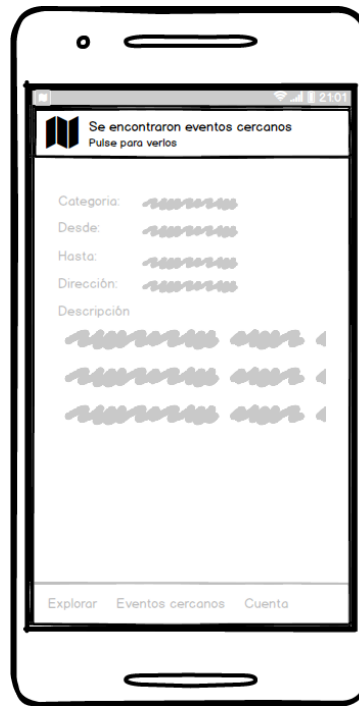 21:01
Se encontraron eventos cercanos
Pulse para verlos
Categoria:
Desde:
Hasta:
Dirección:
Descripción
Explorar Eventos cercanos Cuenta